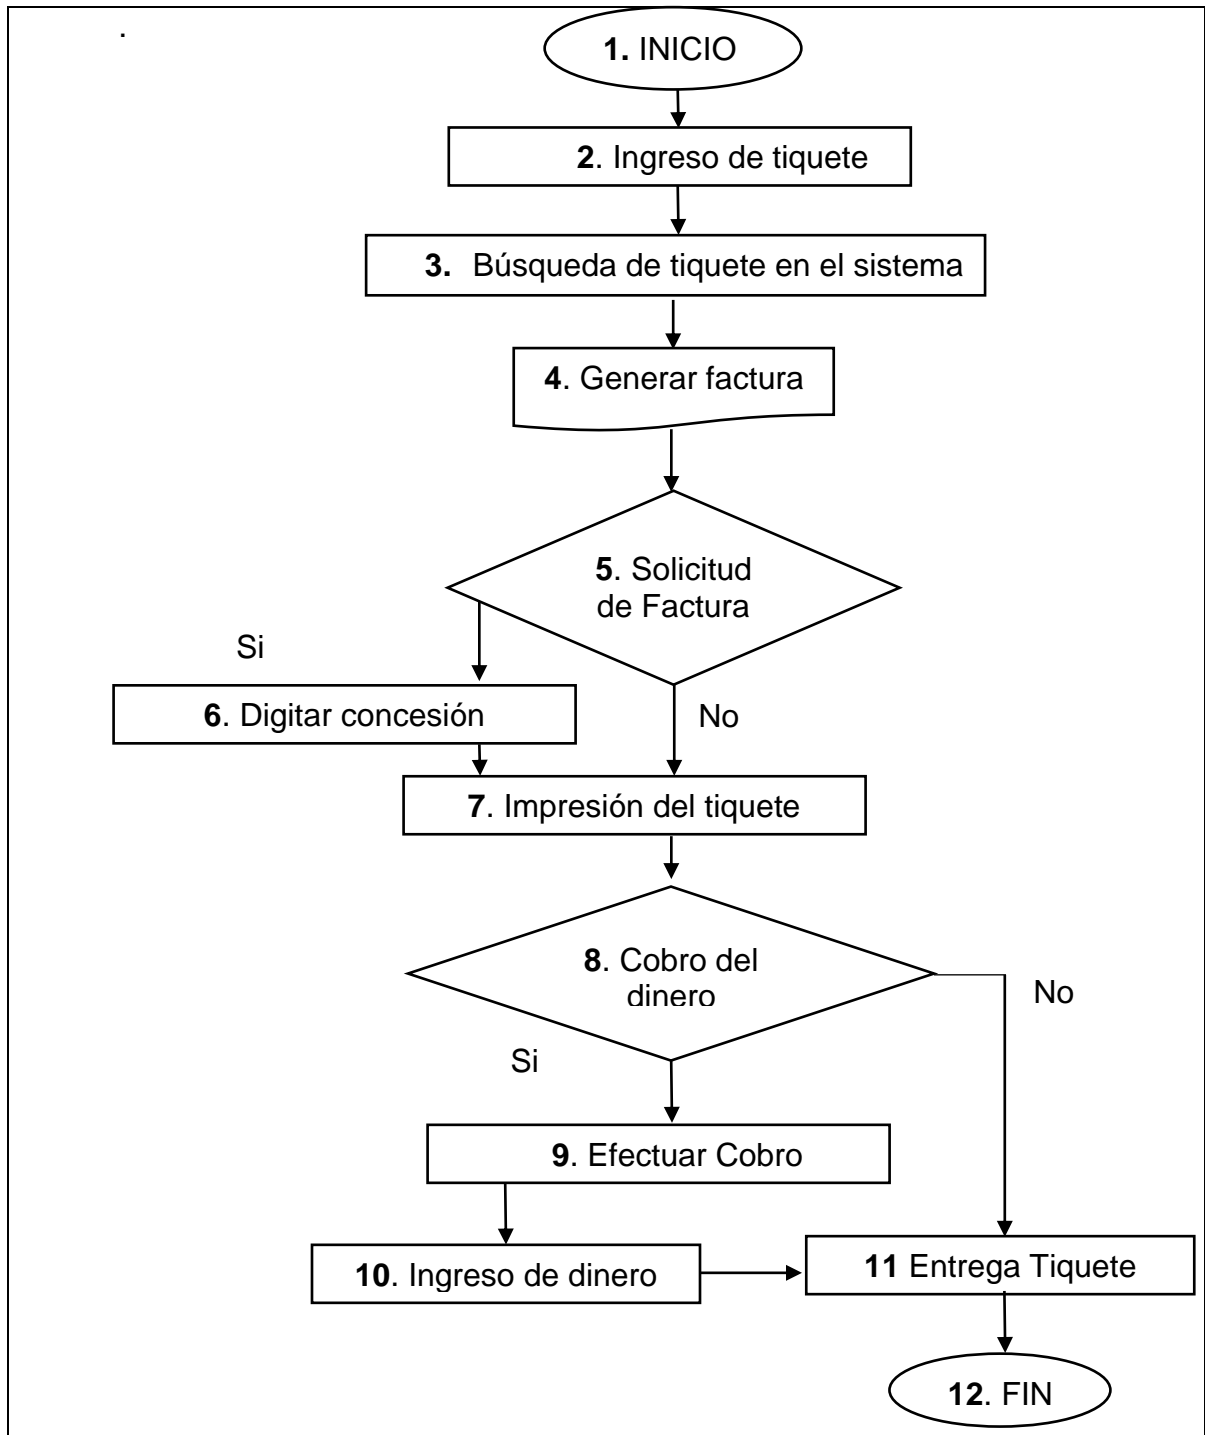 .
1. INICIO
2. Ingreso de tiquete
3. Búsqueda de tiquete en el sistema
4. Generar factura
5. Solicitud
de Factura
Si
6. Digitar concesión
No
7. Impresión del tiquete
8. Cobro del
dinero
No
Si
9. Efectuar Cobro
10. Ingreso de dinero
11 Entrega Tiquete
12. FIN